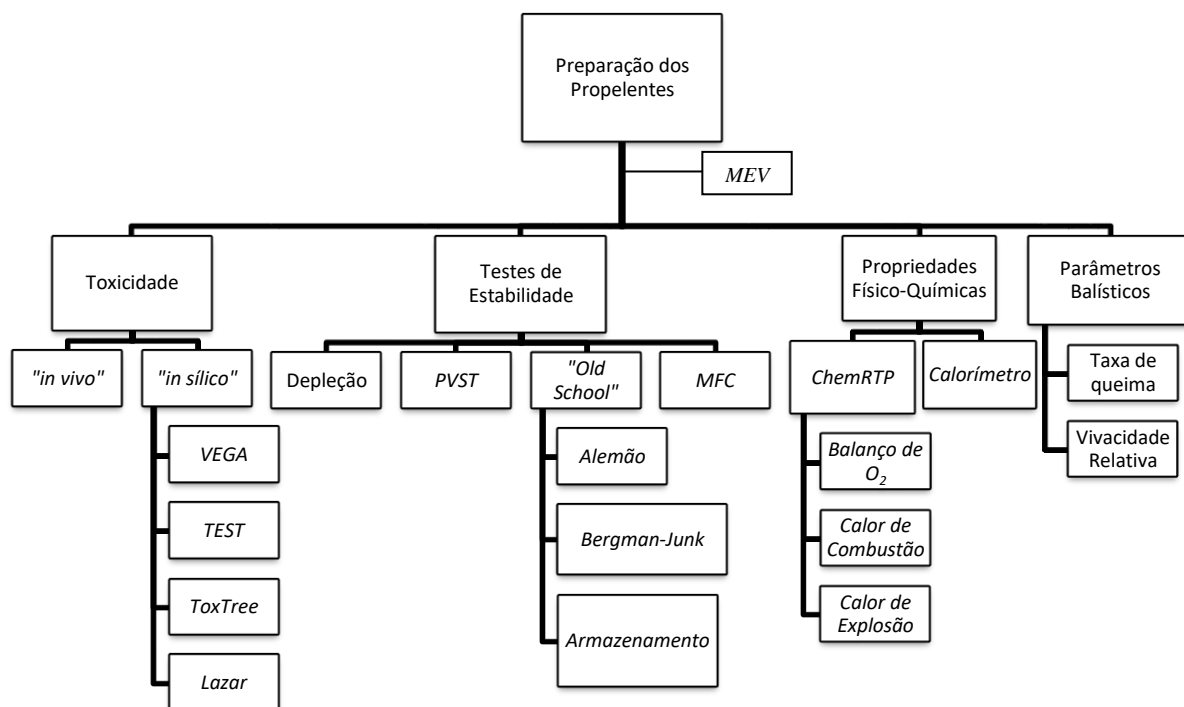 Preparação dos
Propelentes
MEV
Toxicidade
Testes de
Estabilidade
Propriedades
Físico-Químicas
Parâmetros
Balísticos
"in vivo"
"in sílico"
Depleção
PVST
"Old
School"
MFC
ChemRTP
Calorímetro
Taxa de
queima
Vivacidade
Relativa
VEGA
TEST
ToxTree
Lazar
Alemão
Bergman-Junk
Armazenamento
Balanço de
O2
Calor de
Combustão
Calor de
Explosão